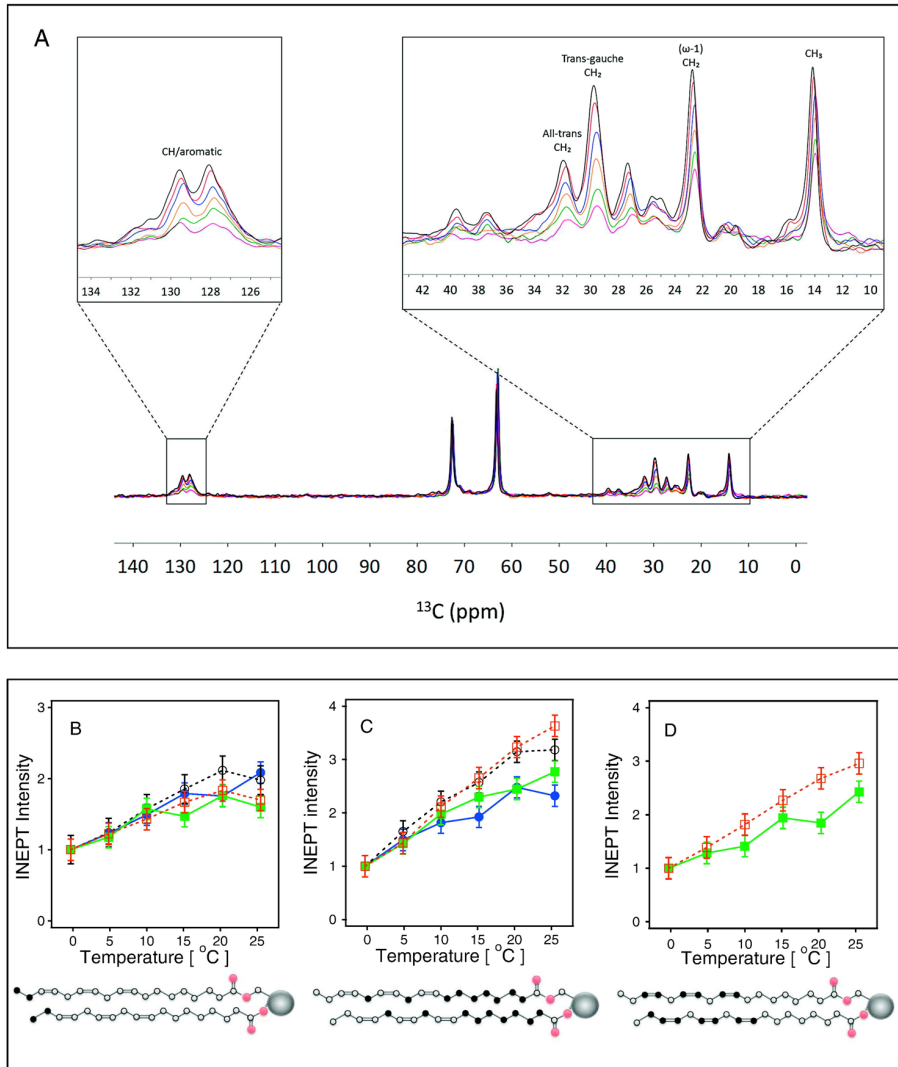 A
CH/aromatic
134 132 130 128 126
All-trans
CH₂
Trans-gauche
CH₂
(ω-1)
CH₂
CH₃
42 40 38 36 34 32 30 28 26 24 22 20 18 16 14 12 10
140 130 120 110 100 90 80 70 60 50 40 30 20 10 0
¹³C (ppm)
B
INEPT Intensity
3
2
1
0
0 5 10 15 20 25
Temperature [ °C]
C
INEPT intensity
4
3
2
1
0
0 5 10 15 20 25
Temperature [ °C]
D
INEPT Intensity
4
3
2
1
0
0 5 10 15 20 25
Temperature [ °C]